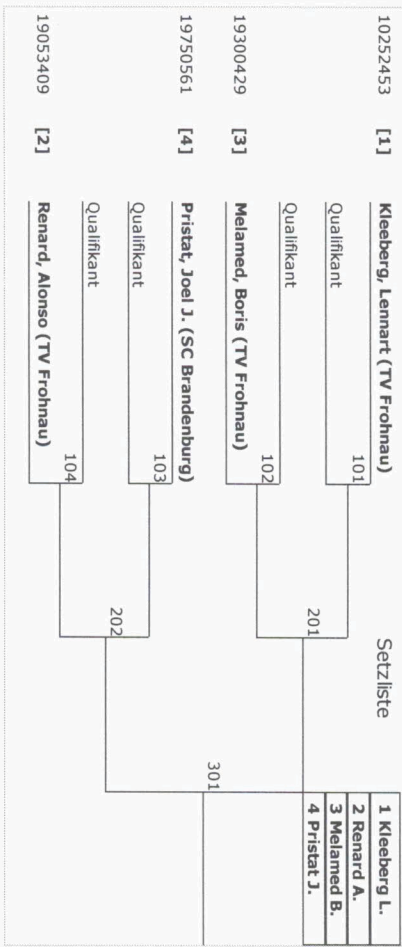 10252453 [1] Kleeberg, Lennart (TV Frohnau) Setzliste
1 Kleeberg L.
2 Renard A.
3 Melamed B.
4 Pristat J.
101
Qualifikant
201
Qualifikant
102
19300429 [3] Melamed, Boris (TV Frohnau)
301
19750561 [4] Pristat, Joel J. (SC Brandenburg)
103
Qualifikant
202
Qualifikant
104
19053409 [2] Renard, Alonso (TV Frohnau)